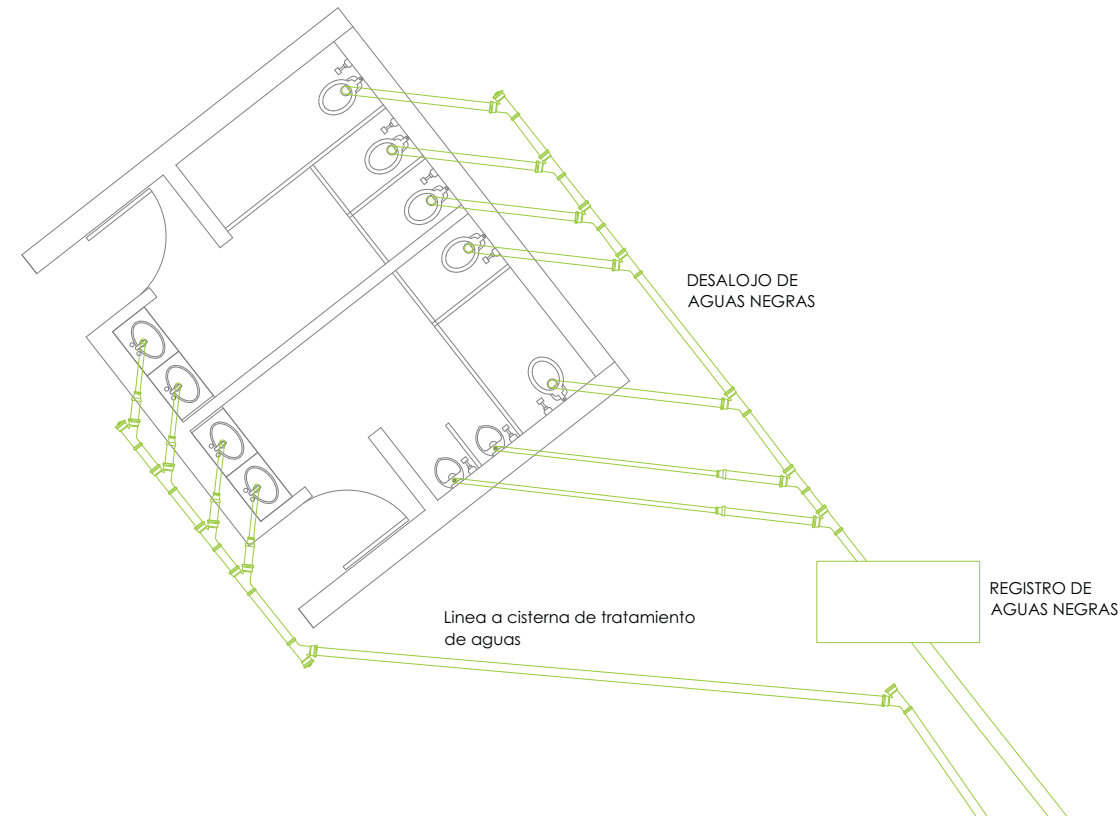 DESALOJO DE
AGUAS NEGRAS
REGISTRO DE
AGUAS NEGRAS
Linea a cisterna de tratamiento
de aguas